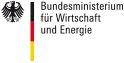 Bundesministerium
für Wirtschaft
und Energie